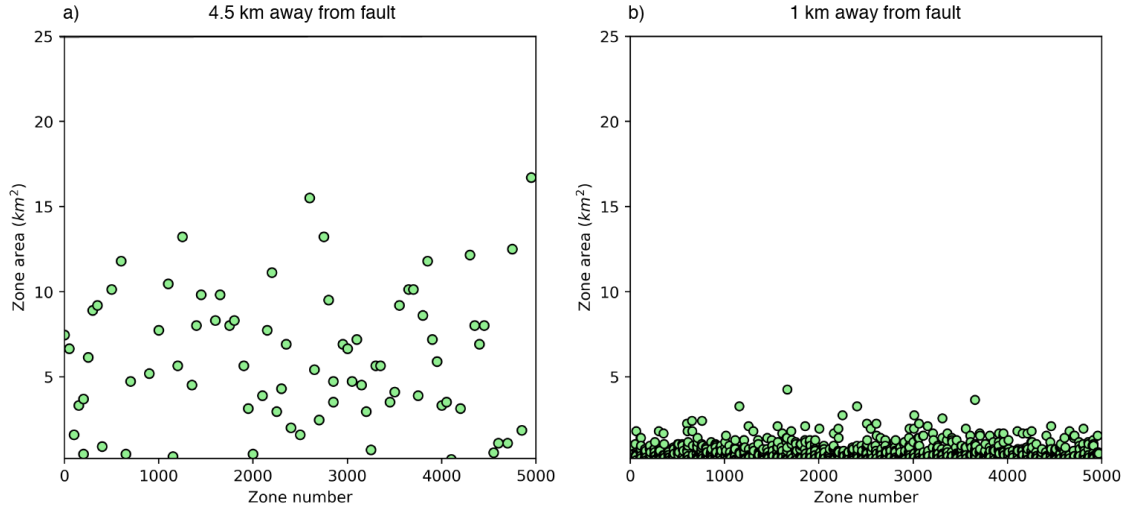 a) 4.5 km away from fault
b) 1 km away from fault
25
20
15
10
5
Zone area (km²)
0 1000 2000 3000 4000 5000
Zone number
25
20
15
10
5
Zone area (km²)
0 1000 2000 3000 4000 5000
Zone number